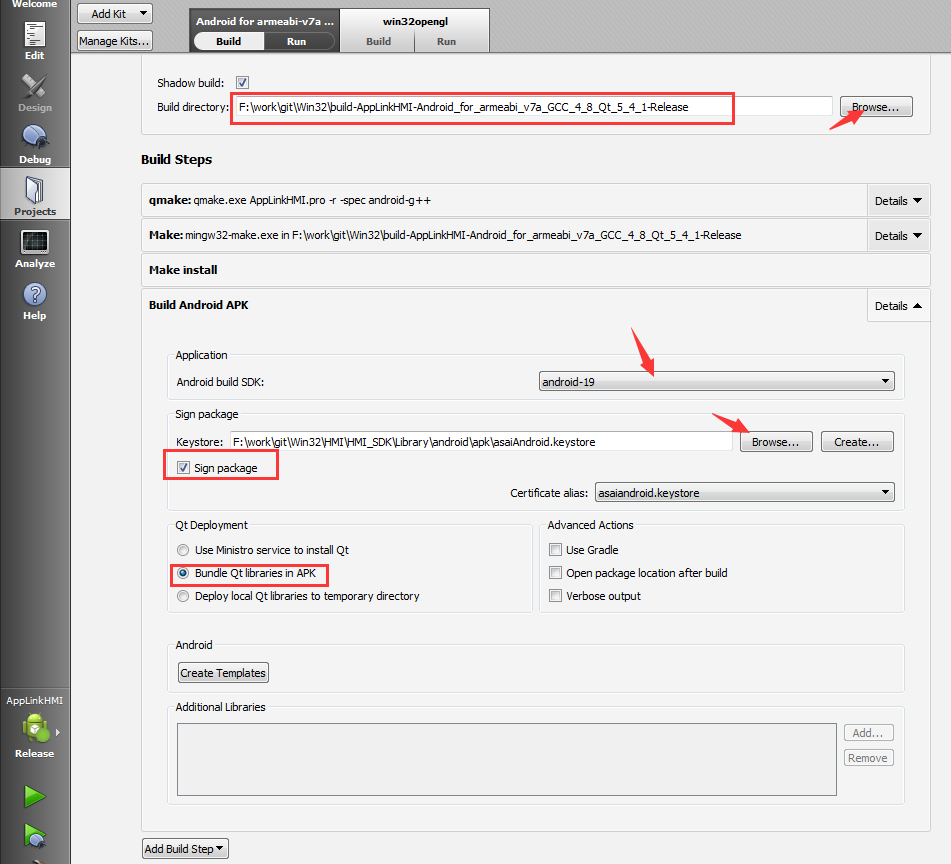 Welcome
Edit
Design
Debug
Projects
Analyze
Help
AppLinkHMI
Release
Add Kit
Manage Kits...
Android for armeabi-v7a ...
Build
Run
win32opengl
Build
Run
Shadow build:
Build directory: F:\work\git\Win32\build-AppLinkHMI-Android_for_armeabi_v7a_GCC_4_8_Qt_5_4_1-Release Browse...
Build Steps
qmake: qmake.exe AppLinkHMI.pro -r -spec android-g++ Details
Make: mingw32-make.exe in F:\work\git\Win32\build-AppLinkHMI-Android_for_armeabi_v7a_GCC_4_8_Qt_5_4_1-Release Details
Make install
Build Android APK Details
Application
Android build SDK: android-19
Sign package
Keystore: F:\work\git\Win32\HMI\HMI_SDK\Library\android\apk\asaiAndroid.keystore Browse... Create...
Sign package
Certificate alias: asaiandroid.keystore
Qt Deployment
Use Ministro service to install Qt
Bundle Qt libraries in APK
Deploy local Qt libraries to temporary directory
Advanced Actions
Use Gradle
Open package location after build
Verbose output
Android
Create Templates
Additional Libraries
Add...
Remove
Add Build Step